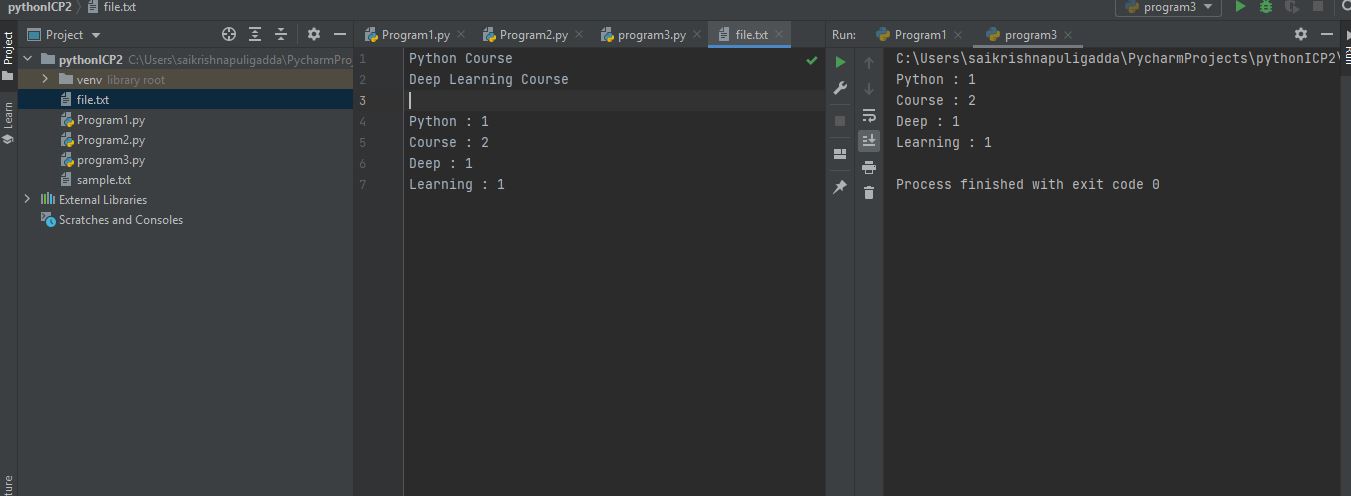 pythonICP2 file.txt
program3
Project
Program1.py
Program2.py
program3.py
file.txt
Run:
Program1
program3
Project
Learn
pythonICP2 C:\Users\saikrishnapuligadda\PycharmProj
venv library root
file.txt
Program1.py
Program2.py
program3.py
sample.txt
External Libraries
Scratches and Consoles
1 Python Course
2 Deep Learning Course
3
4 Python : 1
5 Course : 2
6 Deep : 1
7 Learning : 1
C:\Users\saikrishnapuligadda\PycharmProjects\pythonICP2\
Python : 1
Course : 2
Deep : 1
Learning : 1
Process finished with exit code 0